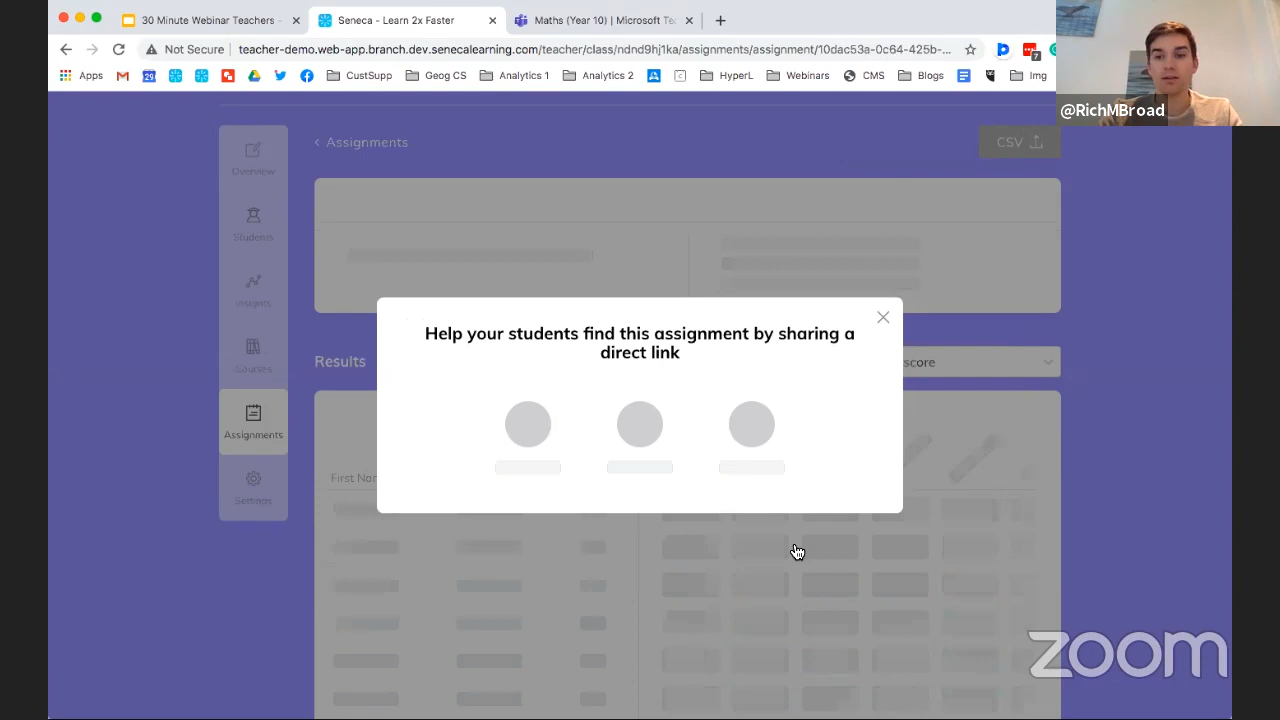 30 Minute Webinar Teachers -
Seneca - Learn 2x Faster
Maths (Year 10) | Microsoft Te
Not Secure
teacher-demo.web-app.branch.dev.senecalearning.com/teacher/class/ndnd9hj1ka/assignments/assignment/10dac53a-0c64-425b-...
7
Apps
29
CustSupp
Geog CS
Analytics 1
Analytics 2
HyperL
Webinars
CMS
Blogs
Img
@RichMBroad
Overview
Students
Insights
Courses
Assignments
Settings
Assignments
CSV
Results
score
First Nor
Help your students find this assignment by sharing a
direct link
zoom